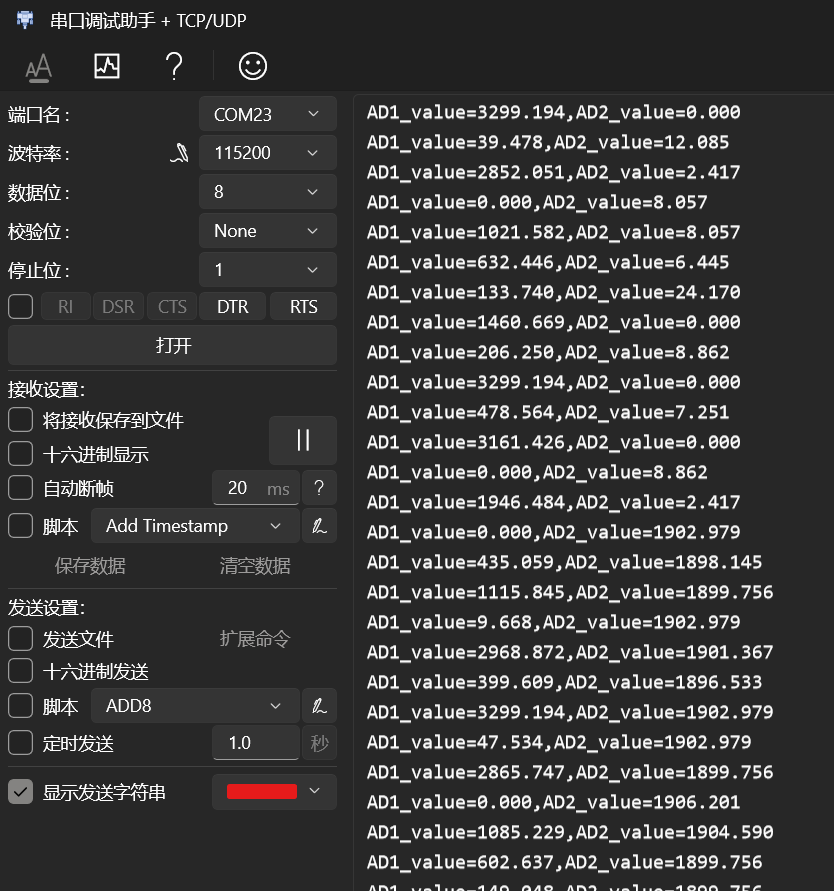 串口调试助手 + TCP/UDP
端口名: COM23
波特率: 115200
数据位: 8
校验位: None
停止位: 1
RI DSR CTS DTR RTS
打开
接收设置:
将接收保存到文件
十六进制显示
自动断帧 20 ms ?
脚本 Add Timestamp
保存数据 清空数据
发送设置:
发送文件 扩展命令
十六进制发送
脚本 ADD8
定时发送 1.0 秒
显示发送字符串
AD1_value=3299.194,AD2_value=0.000
AD1_value=39.478,AD2_value=12.085
AD1_value=2852.051,AD2_value=2.417
AD1_value=0.000,AD2_value=8.057
AD1_value=1021.582,AD2_value=8.057
AD1_value=632.446,AD2_value=6.445
AD1_value=133.740,AD2_value=24.170
AD1_value=1460.669,AD2_value=0.000
AD1_value=206.250,AD2_value=8.862
AD1_value=3299.194,AD2_value=0.000
AD1_value=478.564,AD2_value=7.251
AD1_value=3161.426,AD2_value=0.000
AD1_value=0.000,AD2_value=8.862
AD1_value=1946.484,AD2_value=2.417
AD1_value=0.000,AD2_value=1902.979
AD1_value=435.059,AD2_value=1898.145
AD1_value=1115.845,AD2_value=1899.756
AD1_value=9.668,AD2_value=1902.979
AD1_value=2968.872,AD2_value=1901.367
AD1_value=399.609,AD2_value=1896.533
AD1_value=3299.194,AD2_value=1902.979
AD1_value=47.534,AD2_value=1902.979
AD1_value=2865.747,AD2_value=1899.756
AD1_value=0.000,AD2_value=1906.201
AD1_value=1085.229,AD2_value=1904.590
AD1_value=602.637,AD2_value=1899.756
AD1_value=149.048,AD2_value=1899.756